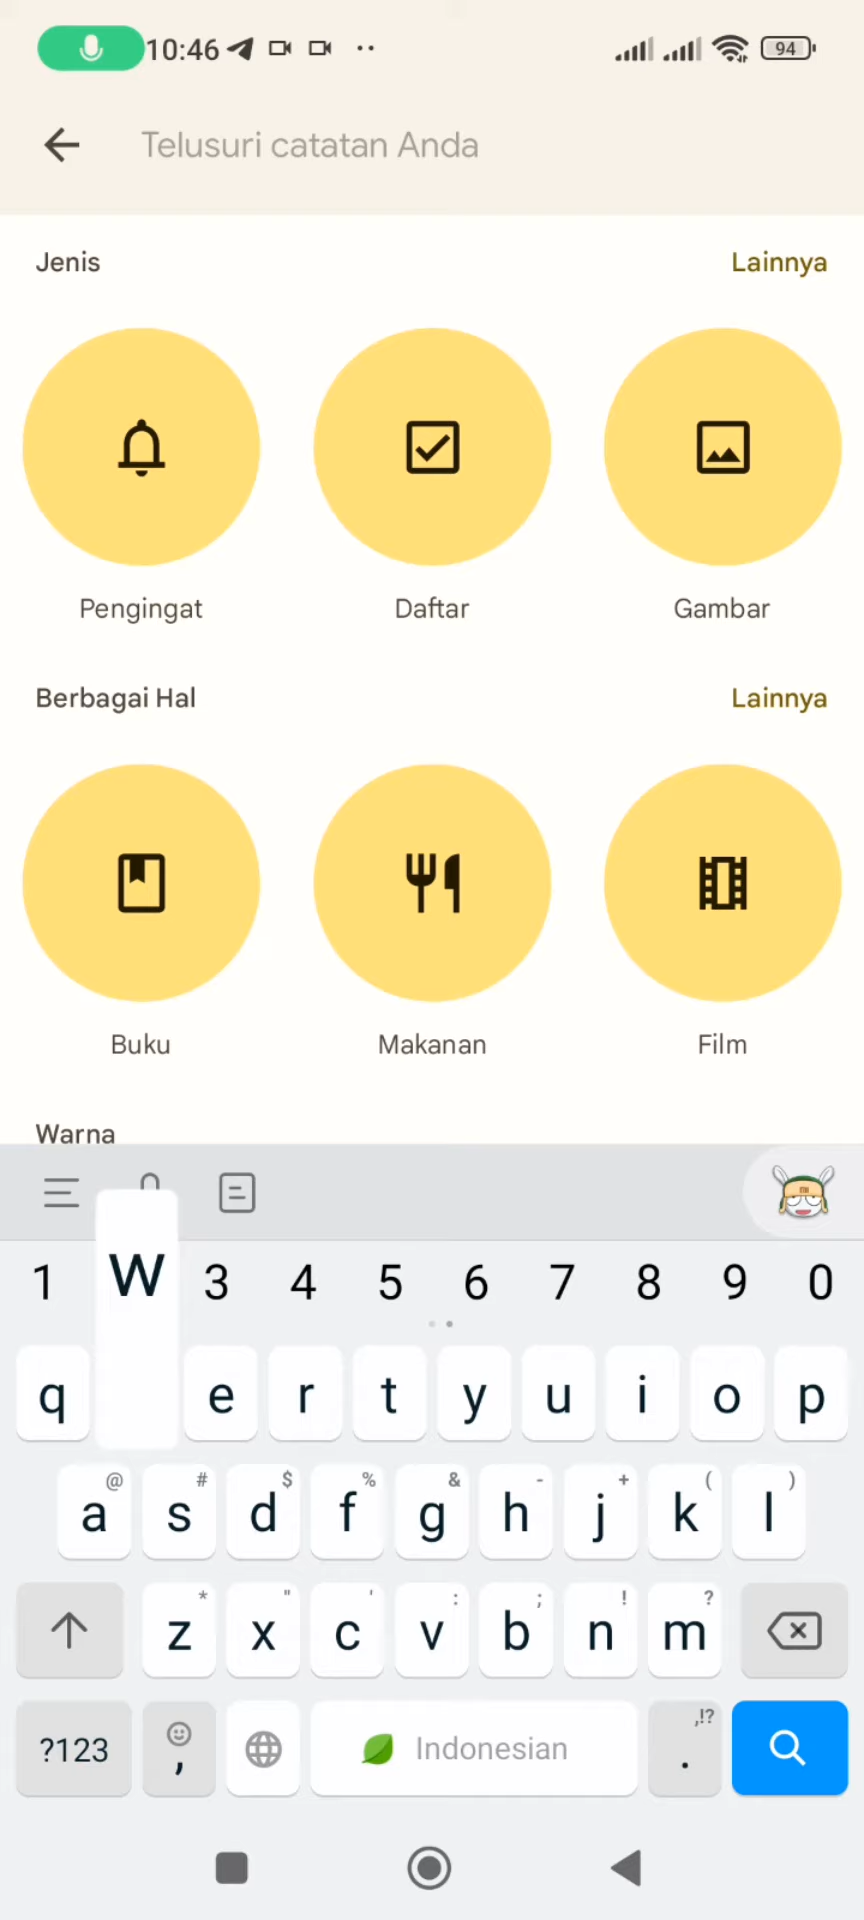 10:46 94
Telusuri catatan Anda
Jenis Lainnya
Pengingat Daftar Gambar
Berbagai Hal Lainnya
Buku Makanan Film
Warna
1 W 3 4 5 6 7 8 9 0
q e r t y u i o p
@ # $ % & - + ( )
a s d f g h j k l
* " ' : ; ! ?
z x c v b n m
?123 , Indonesian ,!? .